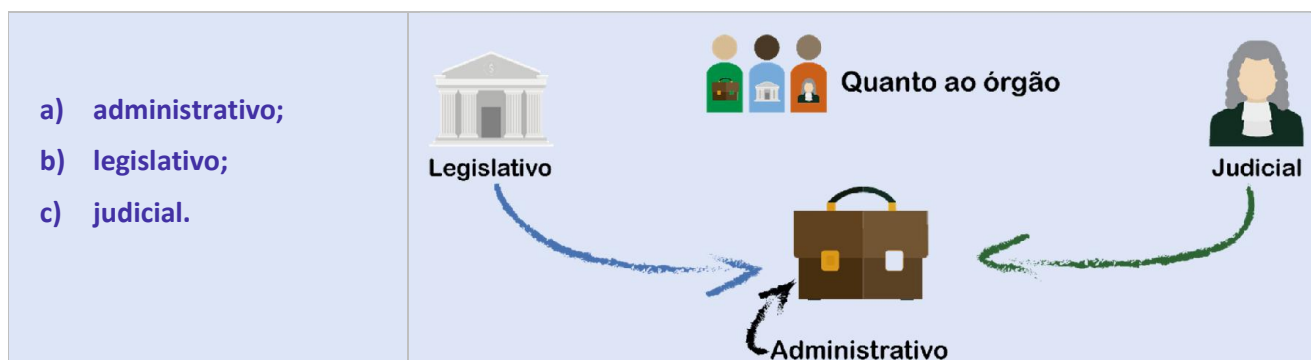 a) administrativo;
b) legislativo;
c) judicial.
Quanto ao órgão
Legislativo
Judicial
Administrativo